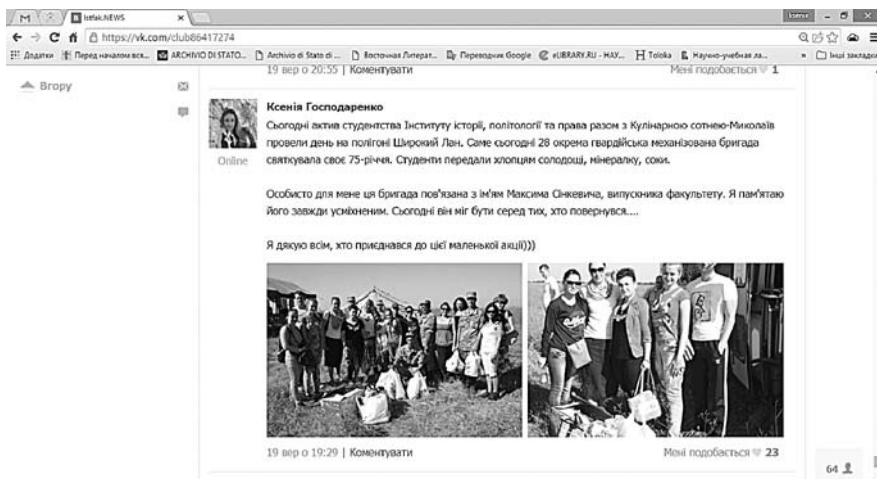 Istfak.NEWS
https://vk.com/club86417274
Додатки Перед началом вся... ARCHIVIO DI STATO... Archivio di Stato di ... Восточная Литерат... Переводчик Google eLIBRARY.RU - НАУ... Toloka Научно-учебная ла... » Інші закладки
19 вер о 20:55 | Коментувати Мені подобається 1
Вгору
Ксенія Господаренко
Сьогодні актив студентства Інституту історії, політології та права разом з Кулінарною сотнею-Миколаїв
провели день на полігоні Широкий Лан. Саме сьогодні 28 окрема гвардійська механізована бригада
Online
святкувала своє 75-річчя. Студенти передали хлопцям солодощі, мінералку, соки.
Особисто для мене ця бригада пов'язана з ім'ям Максима Сінкевича, випускника факультету. Я пам'ятаю
його завжди усміхненим. Сьогодні він міг бути серед тих, хто повернувся....
Я дякую всім, хто приєднався до цієї маленької акції)))
19 вер о 19:29 | Коментувати Мені подобається 23
64